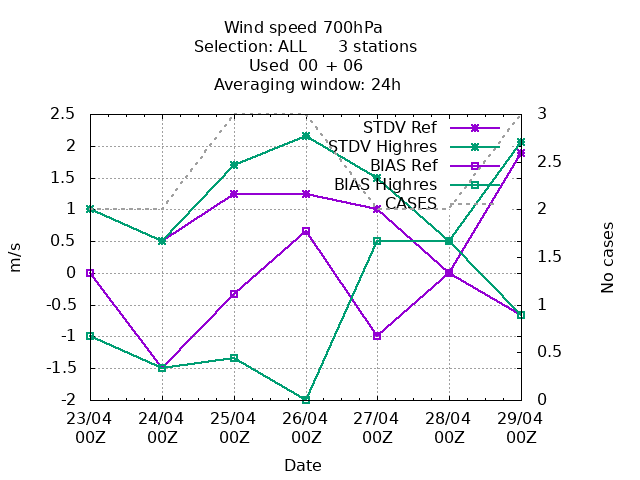 Wind speed 700hPa
Selection: ALL 3 stations
Used 00 + 06
Averaging window: 24h
STDV Ref
STDV Highres
BIAS Ref
BIAS Highres
CASES
2.5
2
1.5
1
0.5
0
-0.5
-1
-1.5
-2
m/s
3
2.5
2
1.5
1
0.5
0
No cases
23/04 24/04 25/04 26/04 27/04 28/04 29/04
00Z 00Z 00Z 00Z 00Z 00Z 00Z
Date